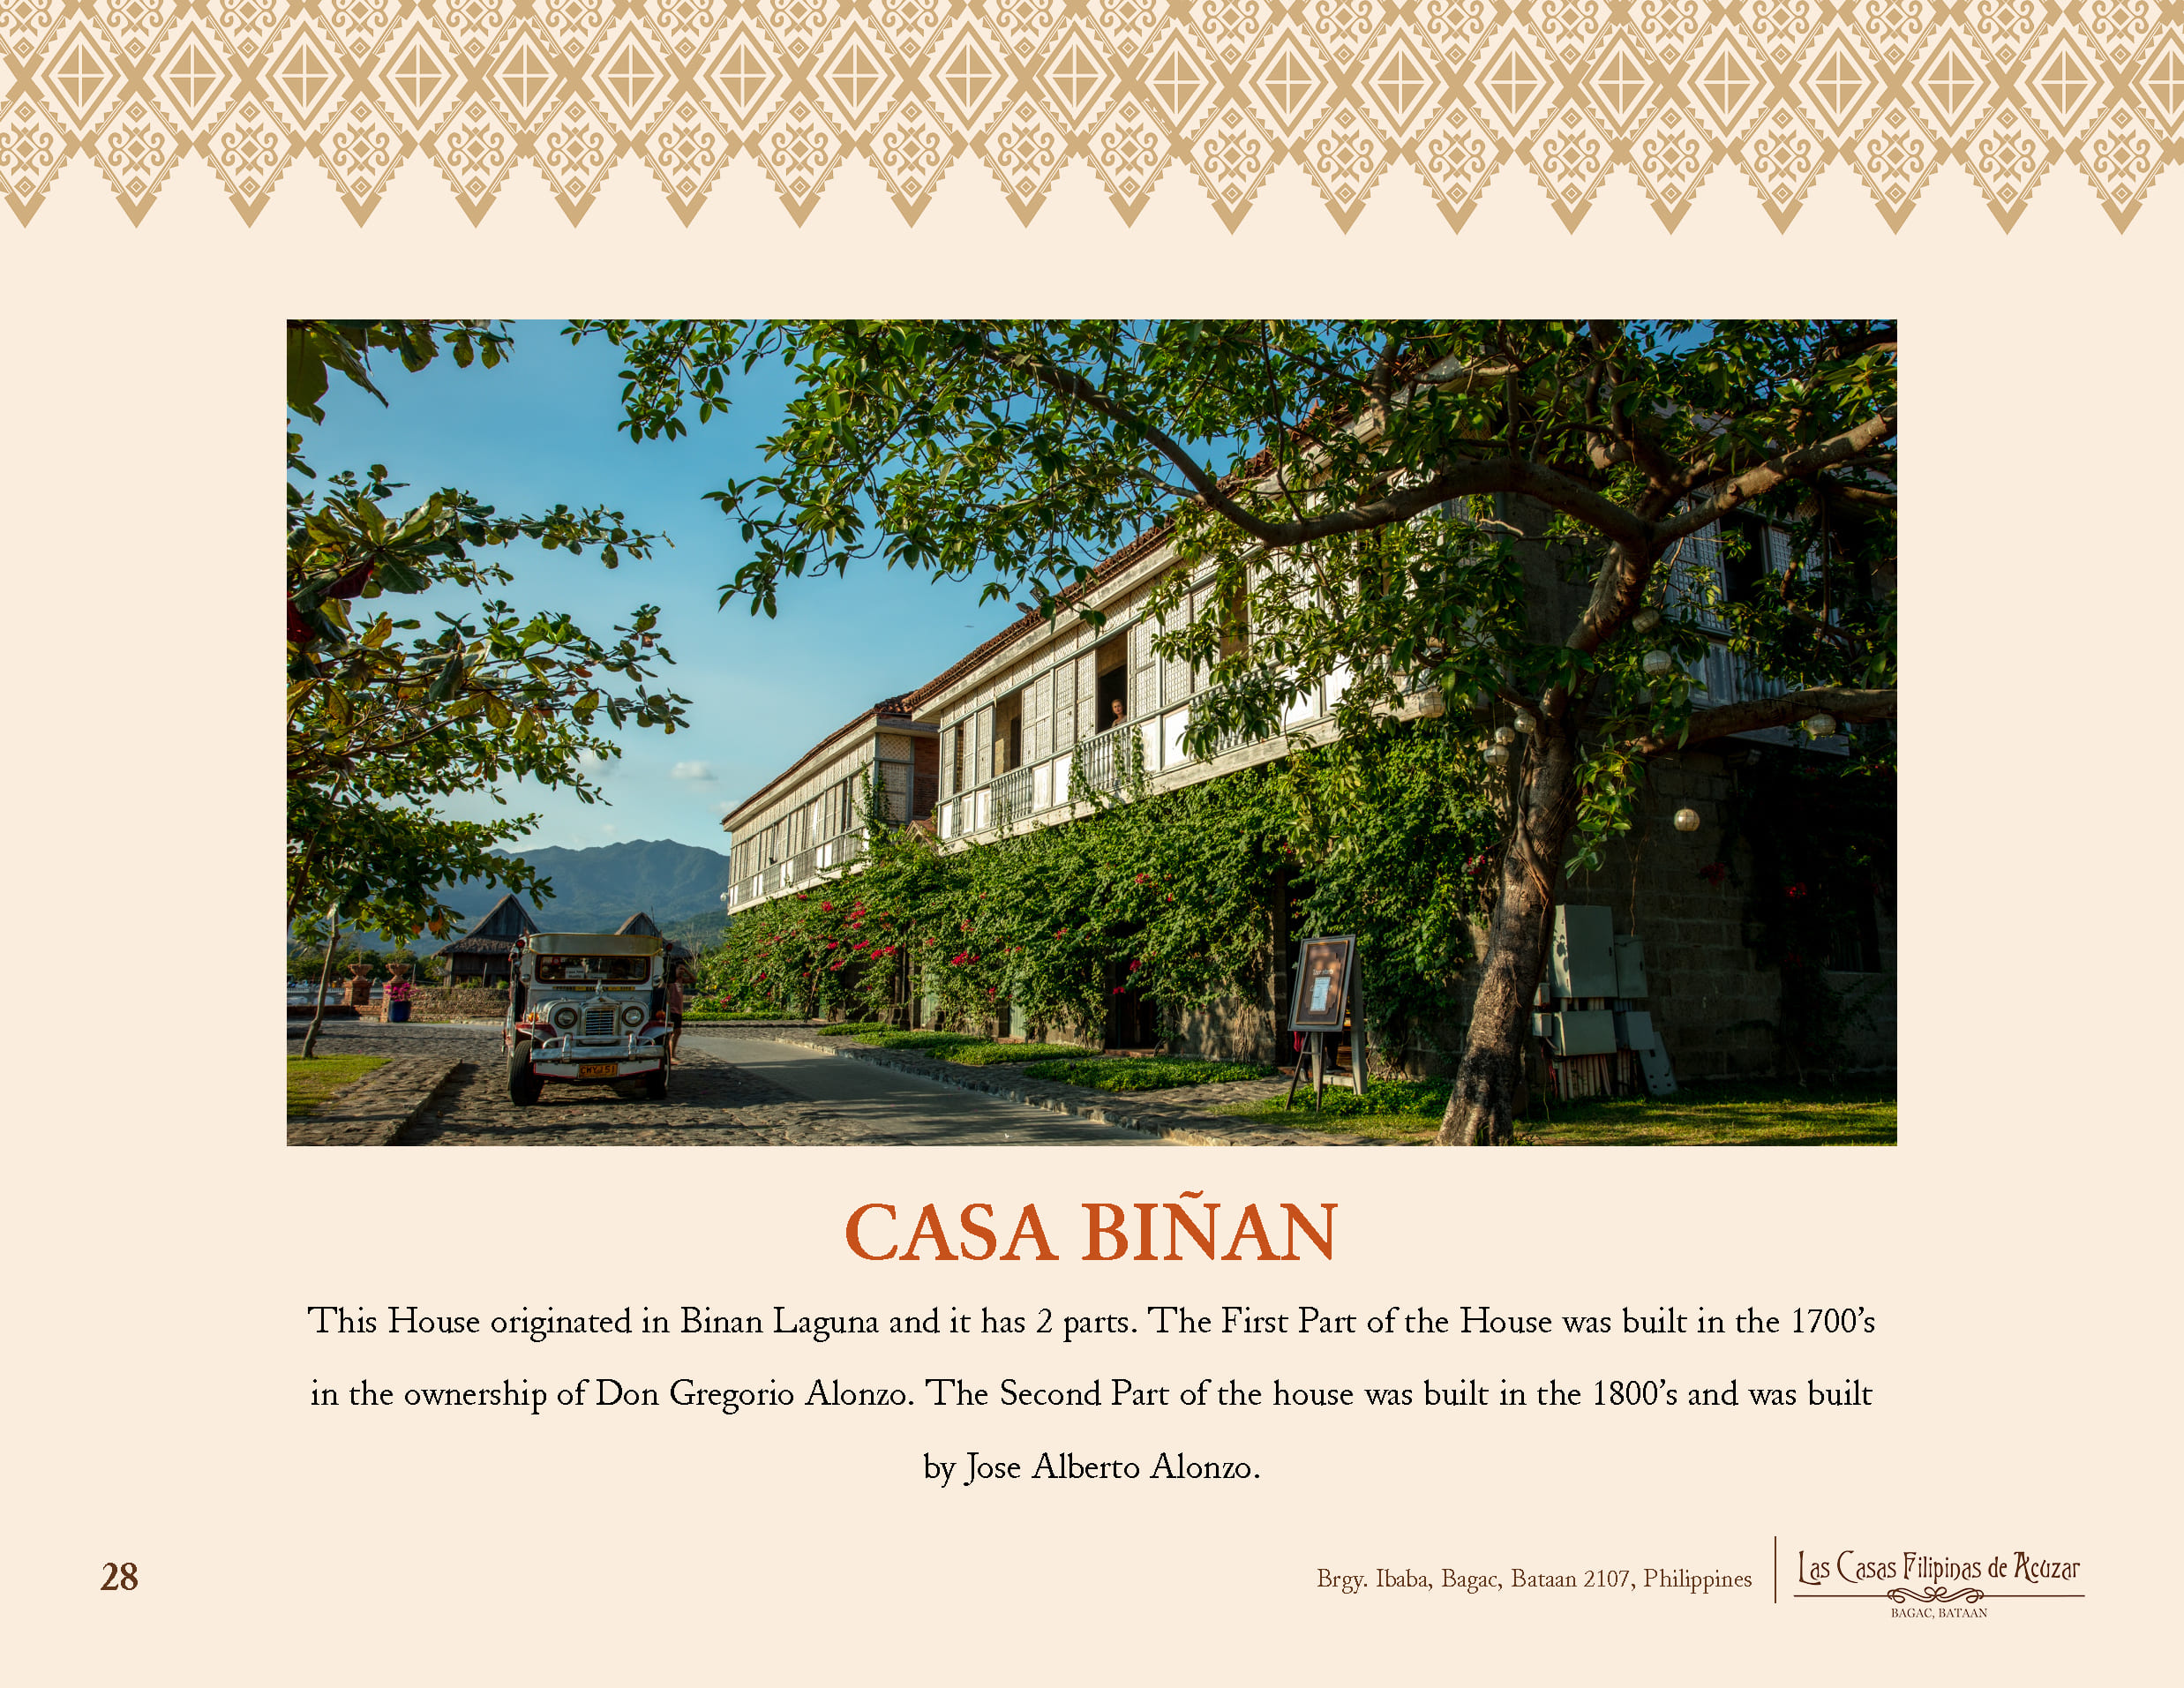 CMYJ51
CASA BIÑAN
This House originated in Binan Laguna and it has 2 parts. The First Part of the House was built in the 1700’s
in the ownership of Don Gregorio Alonzo. The Second Part of the house was built in the 1800’s and was built
by Jose Alberto Alonzo.
28
Brgy. Ibaba, Bagac, Bataan 2107, Philippines
Las Casas Filipinas de Acuzar
BAGAC, BATAAN